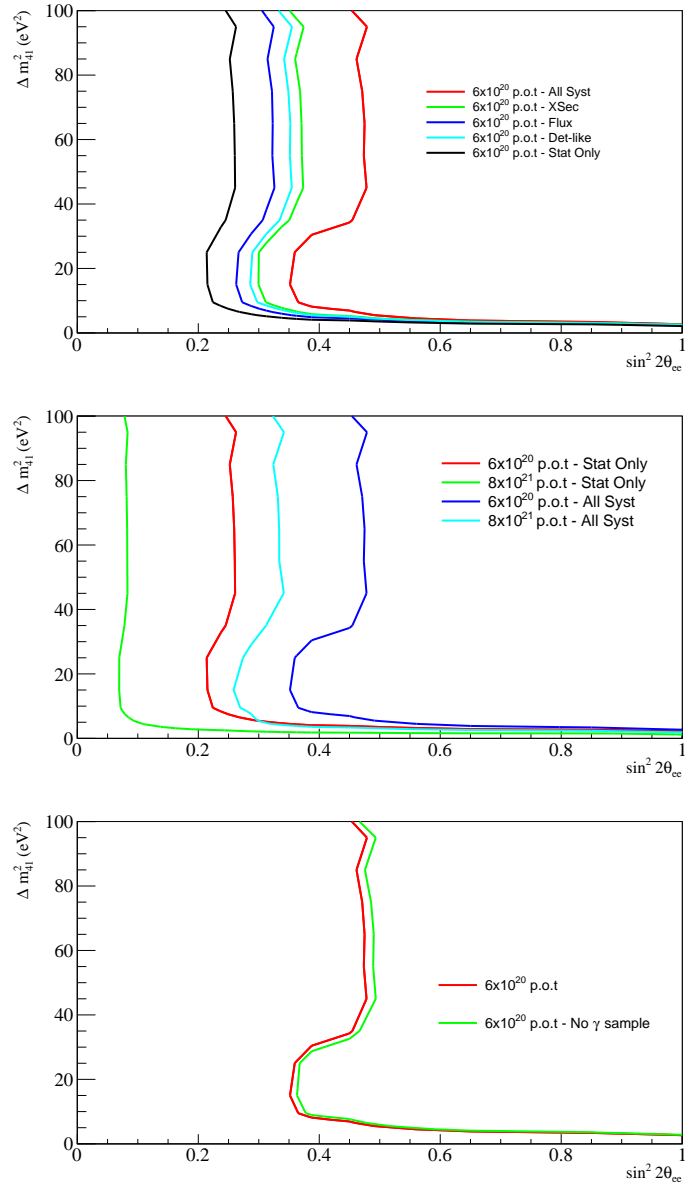 Δ m²₄₁ (eV²)
100
80
60
40
20
0
6x10²⁰ p.o.t - All Syst
6x10²⁰ p.o.t - XSec
6x10²⁰ p.o.t - Flux
6x10²⁰ p.o.t - Det-like
6x10²⁰ p.o.t - Stat Only
0 0.2 0.4 0.6 0.8 1
sin² 2θₑₑ
Δ m²₄₁ (eV²)
100
80
60
40
20
0
6x10²⁰ p.o.t - Stat Only
8x10²¹ p.o.t - Stat Only
6x10²⁰ p.o.t - All Syst
8x10²¹ p.o.t - All Syst
0 0.2 0.4 0.6 0.8 1
sin² 2θₑₑ
Δ m²₄₁ (eV²)
100
80
60
40
20
0
6x10²⁰ p.o.t
6x10²⁰ p.o.t - No γ sample
0 0.2 0.4 0.6 0.8 1
sin² 2θₑₑ